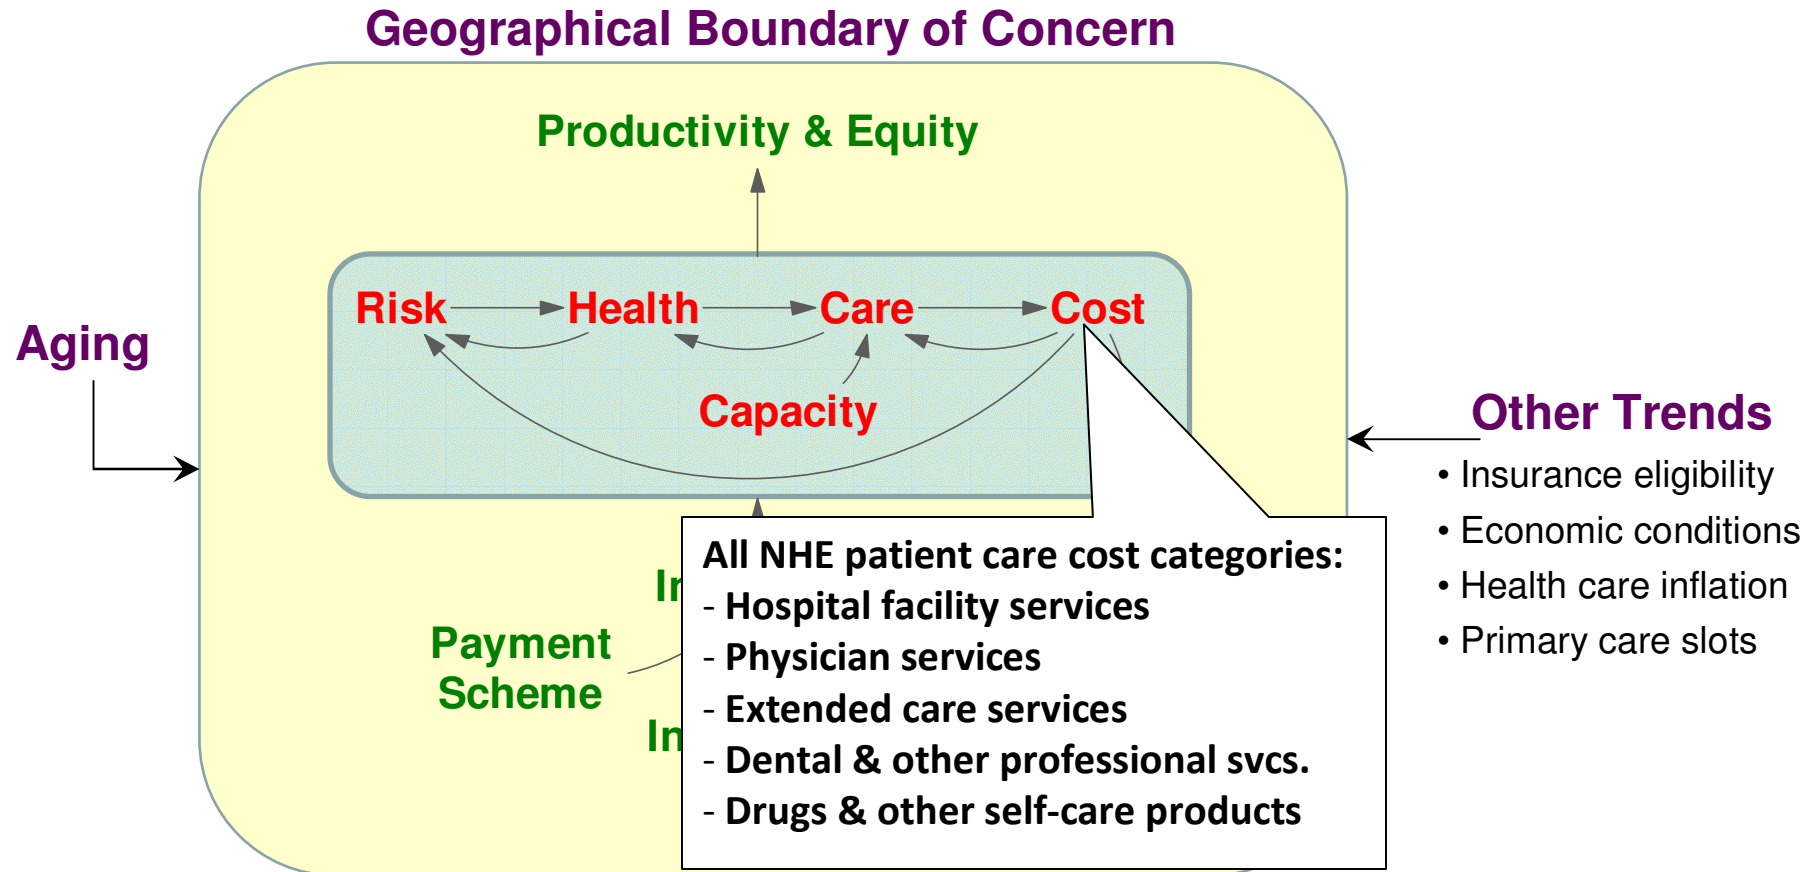 Geographical Boundary of Concern
Productivity & Equity
Risk
Health
Care
Cost
Capacity
Aging
Other Trends
• Insurance eligibility
• Economic conditions
• Health care inflation
• Primary care slots
Payment
Scheme
All NHE patient care cost categories:
- Hospital facility services
- Physician services
- Extended care services
- Dental & other professional svcs.
- Drugs & other self-care products